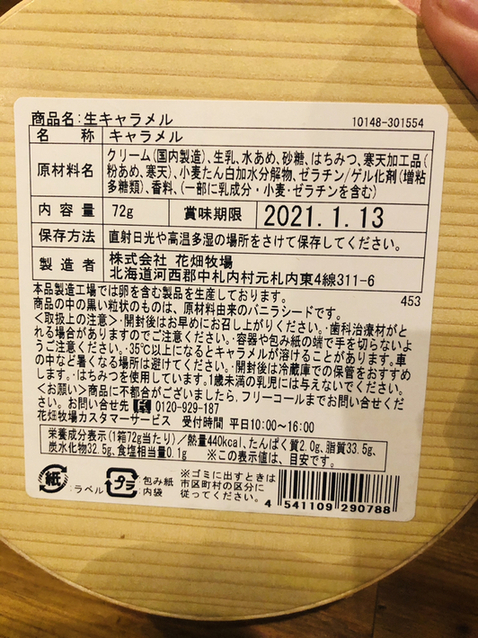 商品名:生キャラメル 10148-301554
名称 キャラメル
原材料名 クリーム(国内製造)、生乳、水あめ、砂糖、はちみつ、寒天加工品(
粉あめ、寒天)、小麦たん白加水分解物、ゼラチン/ゲル化剤(増粘
多糖類)、香料、(一部に乳成分・小麦・ゼラチンを含む)
内容量 72g 賞味期限 2021.1.13
保存方法 直射日光や高温多湿の場所をさけて保存してください。
製造者 株式会社 花畑牧場
北海道河西郡中札内村元札内東4線311-6
本品製造工場では卵を含む製品を生産しております。 453
商品の中の黒い粒状のものは、原材料由来のバニラシードです。
<取扱上の注意>・開封後はお早めにお召し上がりください。・歯科治療材がと
れる場合がありますのでご注意ください。・容器や包み紙の端で手を切らないよ
うご注意ください。・35℃以上になるとキャラメルが溶けることがあります。車
の中など暑くなる場所は避けてください。・開封後は冷蔵庫での保管をおすすめ
します。・はちみつを使用しています。1歳未満の乳児には与えないでください。
<お願い>商品に不都合がございましたら、フリーコールまでお問い合せくださ
い。お問い合せ先 0120-929-187
花畑牧場カスタマーサービス 受付時間 平日10:00~16:00
栄養成分表示(1箱72g当たり)/熱量440kcal、たんぱく質2.0g、脂質33.5g、
炭水化物32.5g、食塩相当量0.1g ※この表示値は、目安です。
紙 :ラベル プラ 包み紙 内袋
※ゴミに出すときは
市区町村の区分に
従ってください。
4 541109 290788